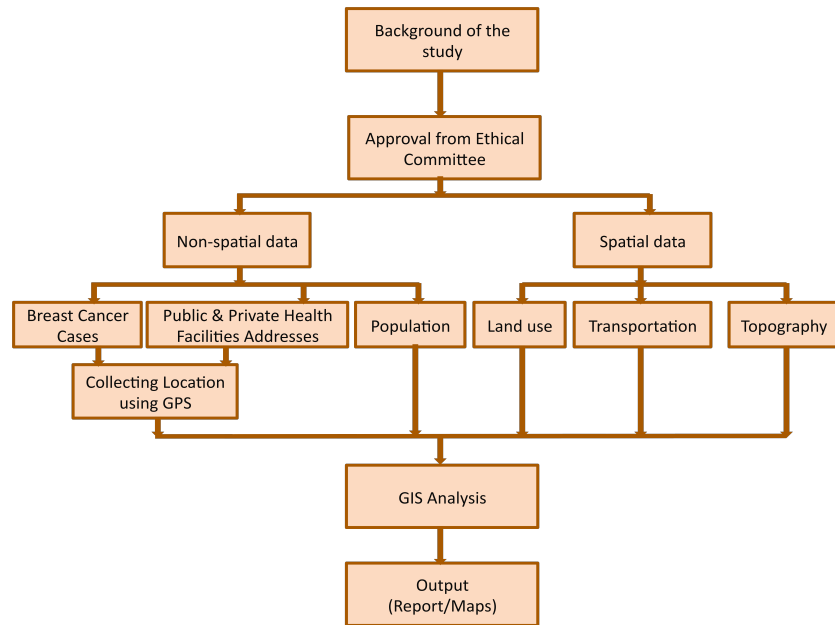 Background of the
study
Approval from Ethical
Committee
Non-spatial data
Spatial data
Breast Cancer
Cases
Public & Private Health
Facilities Addresses
Population
Land use
Transportation
Topography
Collecting Location
using GPS
GIS Analysis
Output
(Report/Maps)